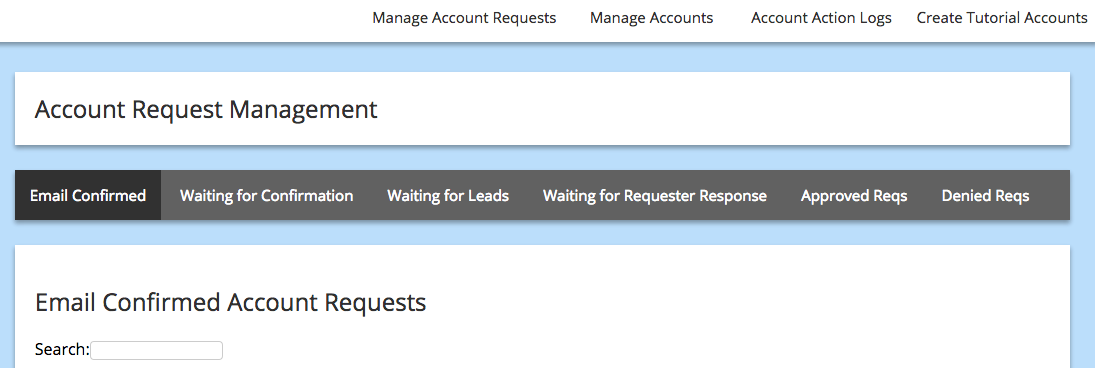 Manage Account Requests Manage Accounts Account Action Logs Create Tutorial Accounts
Account Request Management
Email Confirmed Waiting for Confirmation Waiting for Leads Waiting for Requester Response Approved Reqs Denied Reqs
Email Confirmed Account Requests
Search: